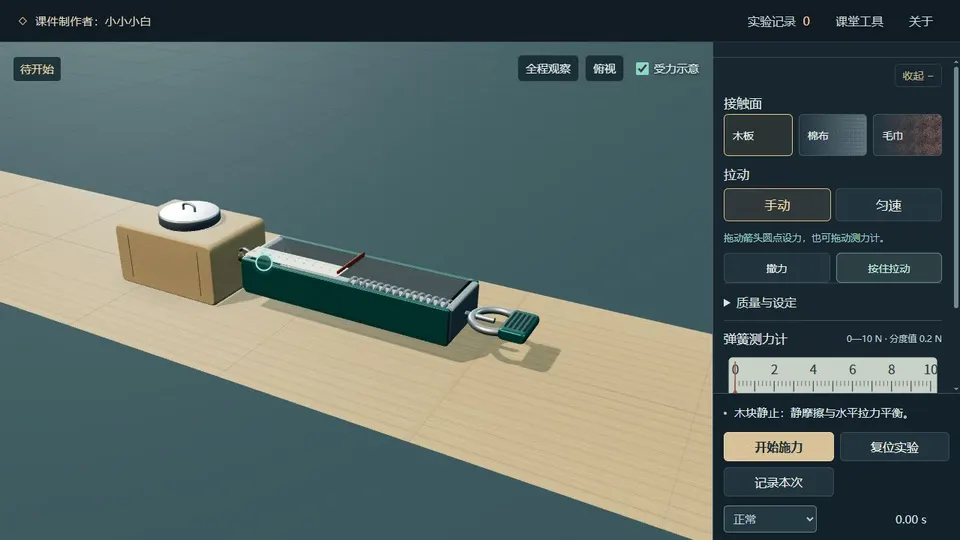 ◇ 课件制作者：小小小白
实验记录 0 课堂工具 关于
待开始
全程观察 俯视 受力示意
收起 −
接触面
木板 棉布 毛巾
拉动
手动 匀速
拖动箭头圆点设力，也可拖动测力计。
撤力 按住拉动
▶ 质量与设定
弹簧测力计 0—10 N · 分度值 0.2 N
0 2 4 6 8 10
• 木块静止：静摩擦与水平拉力平衡。
开始施力 复位实验
记录本次
正常 0.00 s